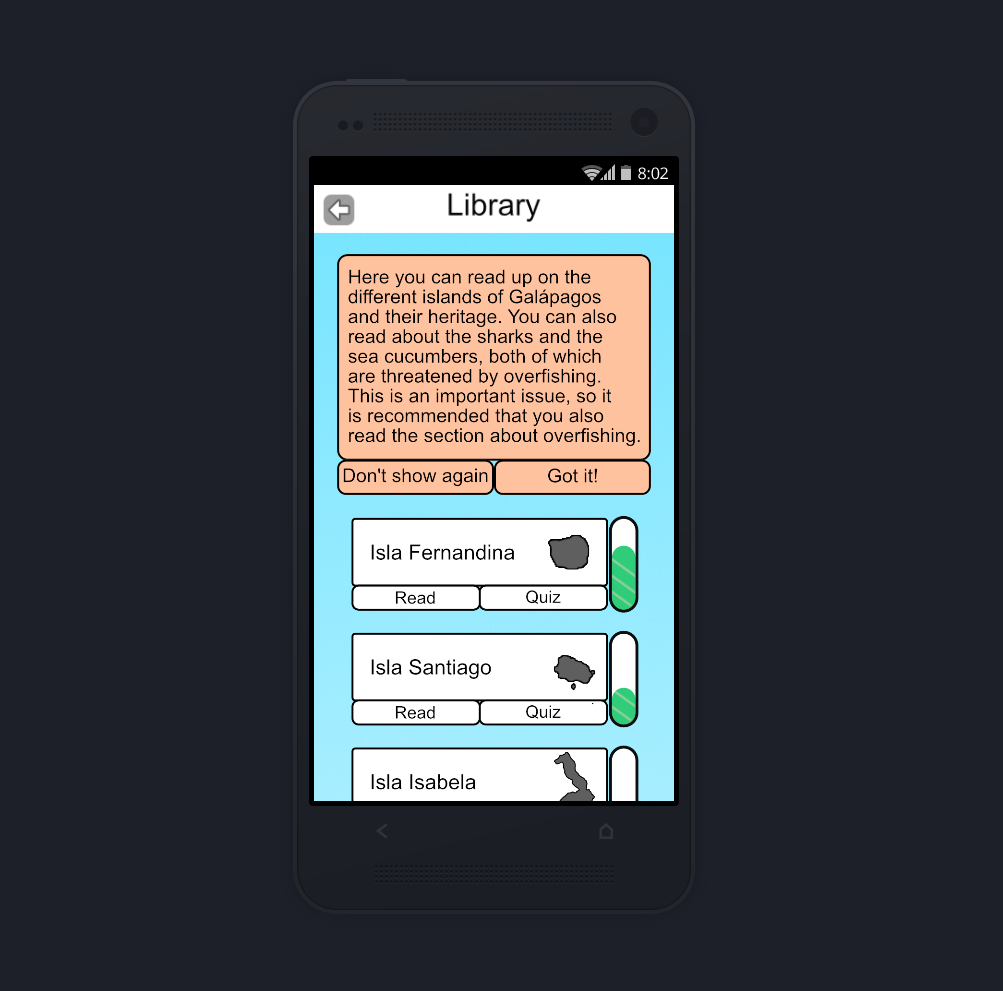 8:02
Library
Here you can read up on the
different islands of Galápagos
and their heritage. You can also
read about the sharks and the
sea cucumbers, both of which
are threatened by overfishing.
This is an important issue, so it
is recommended that you also
read the section about overfishing.
Don't show again Got it!
Isla Fernandina
Read Quiz
Isla Santiago
Read Quiz
Isla Isabela